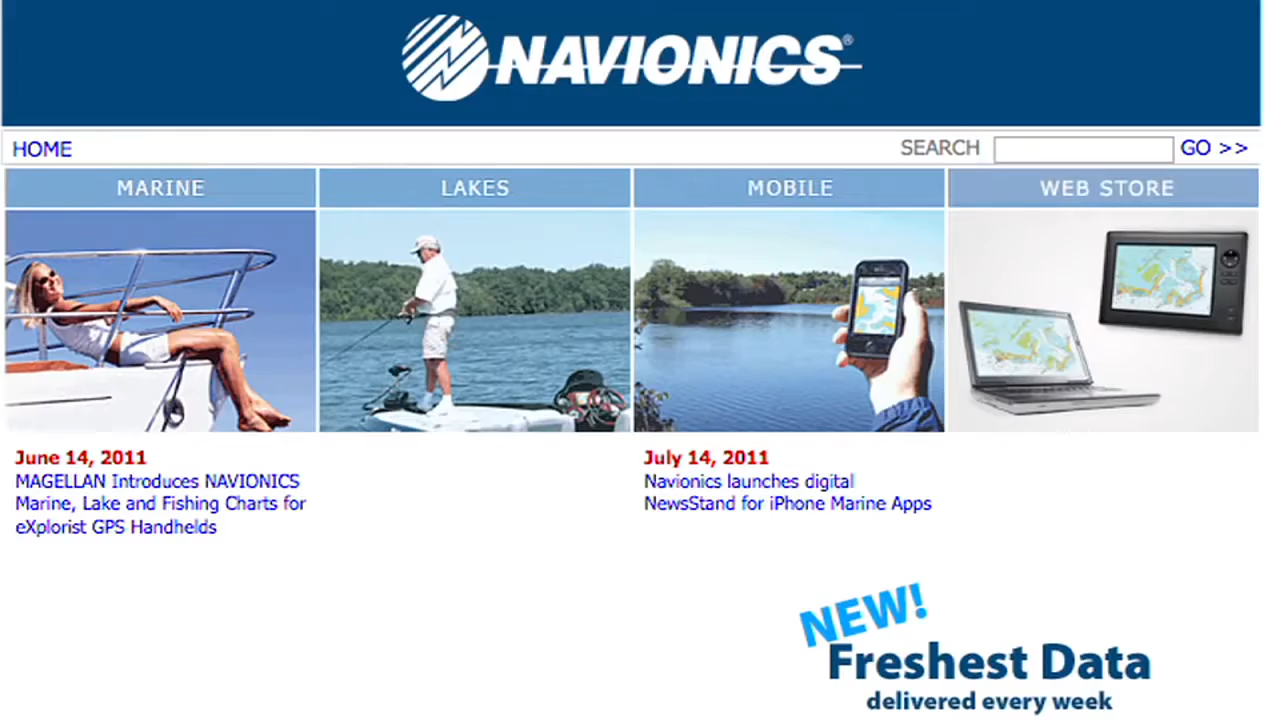 NAVIONICS®
HOME
SEARCH
GO >>
MARINE
LAKES
MOBILE
WEB STORE
June 14, 2011
MAGELLAN Introduces NAVIONICS
Marine, Lake and Fishing Charts for
eXplorist GPS Handhelds
July 14, 2011
Navionics launches digital
NewsStand for iPhone Marine Apps
NEW!
Freshest Data
delivered every week